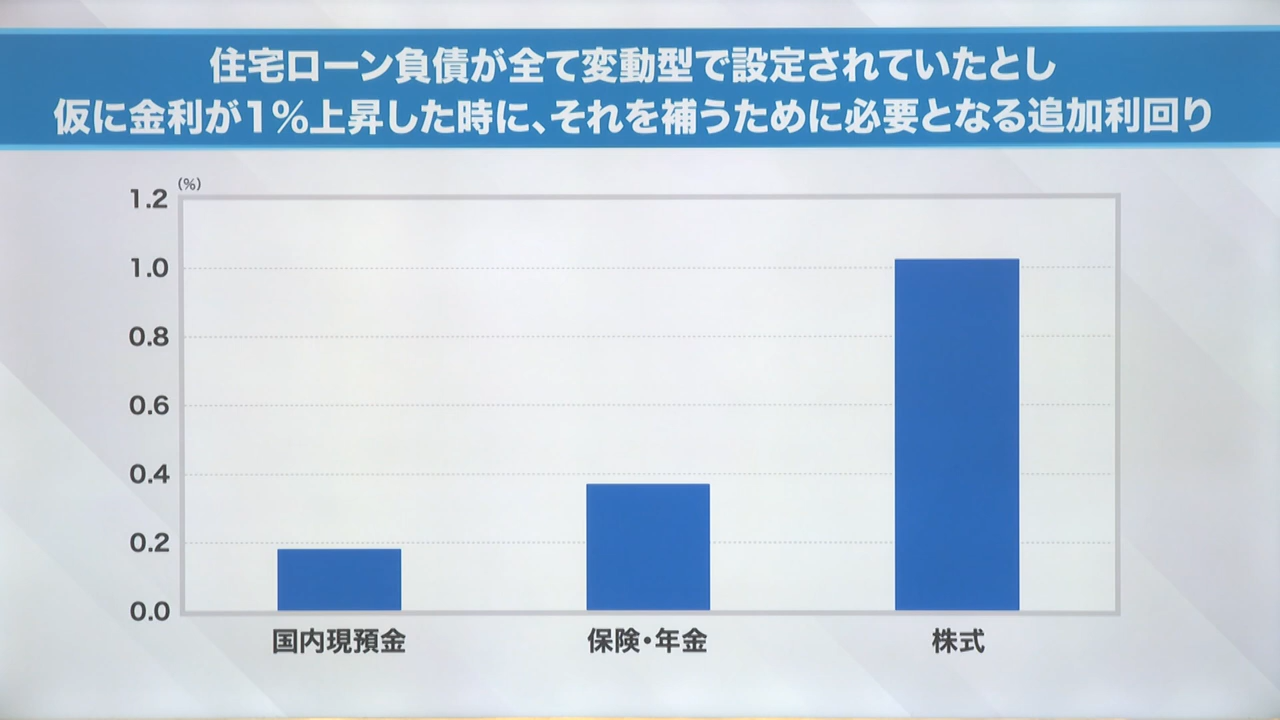 住宅ローン負債が全て変動型で設定されていたとし
仮に金利が1%上昇した時に、それを補うために必要となる追加利回り
(%)
1.2
1.0
0.8
0.6
0.4
0.2
0.0
国内現預金
保険・年金
株式